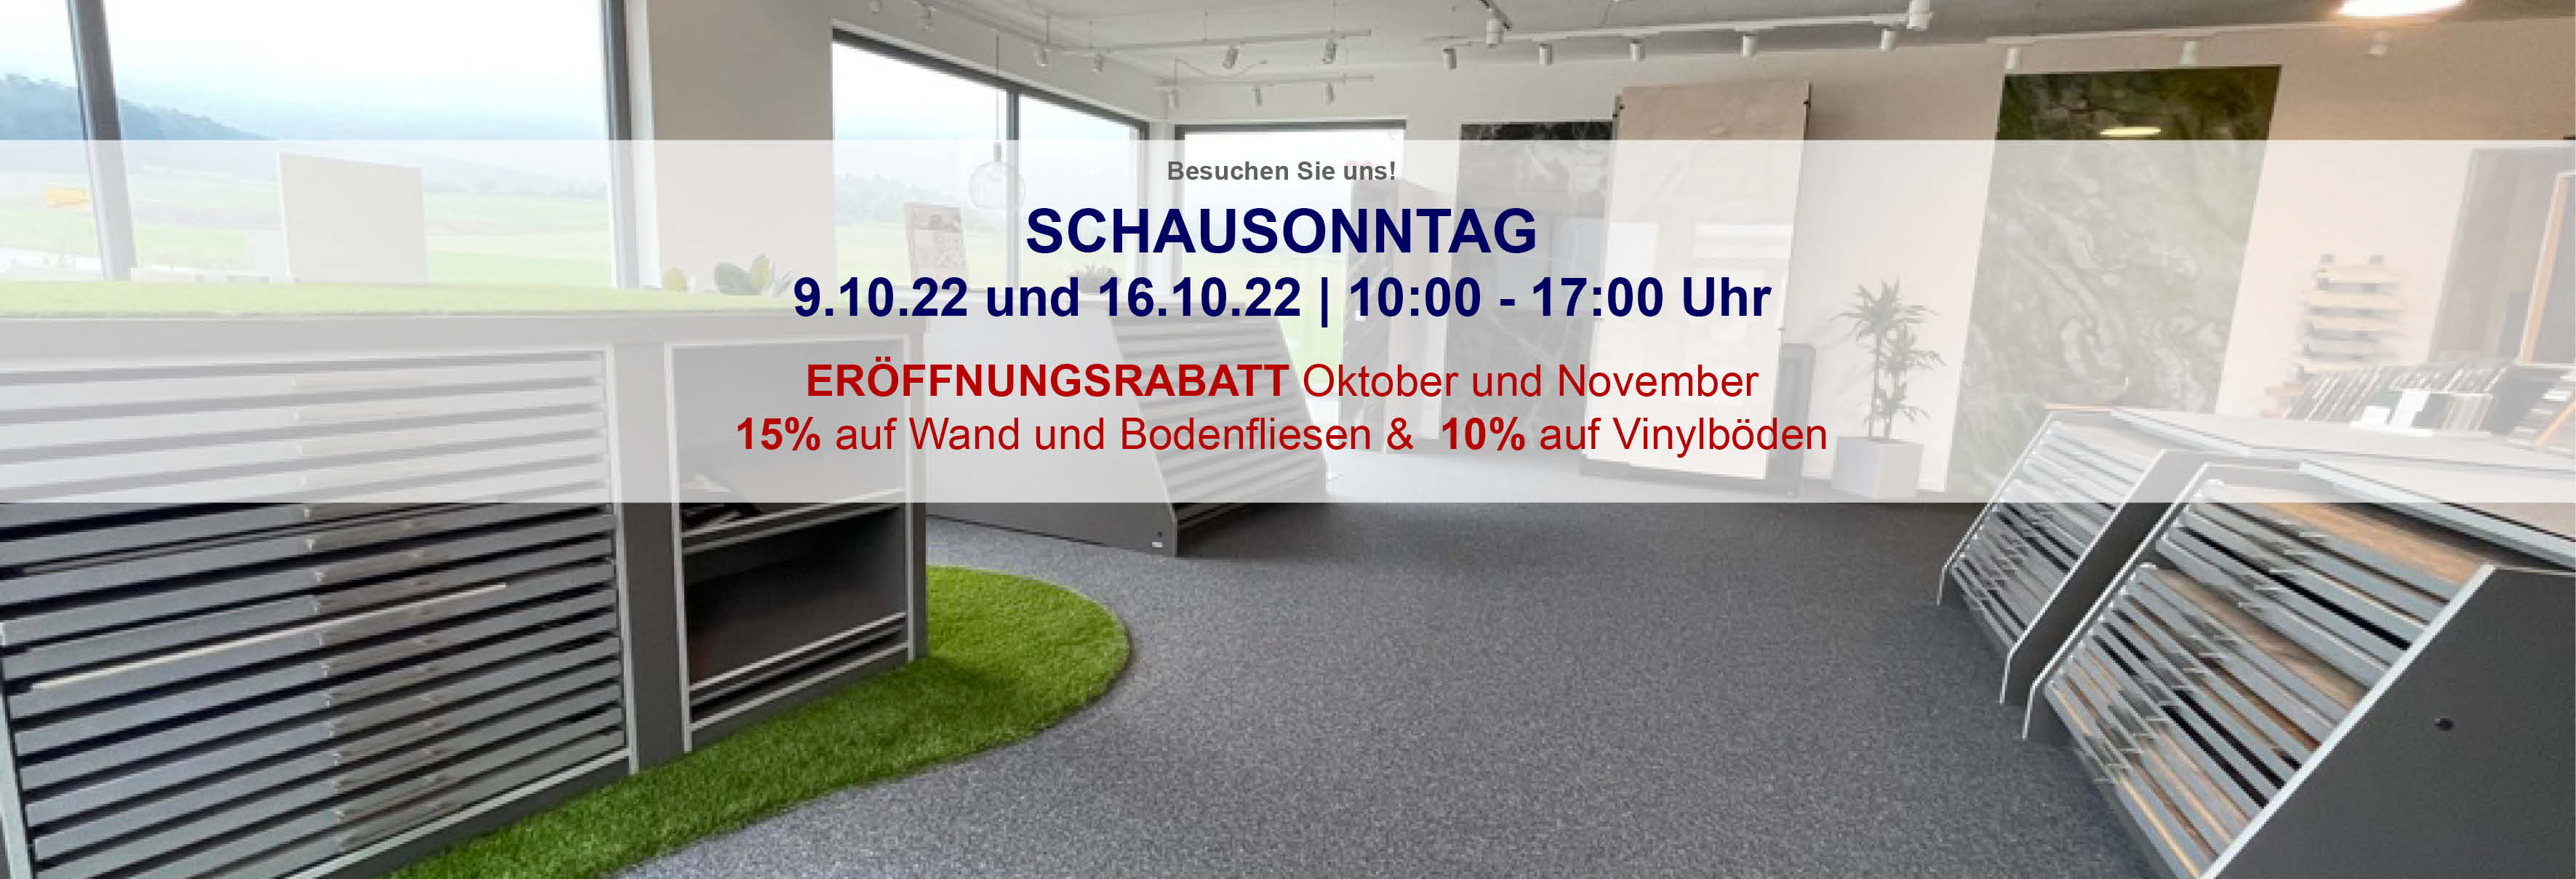 Besuchen Sie uns!
SCHAUSONNTAG
9.10.22 und 16.10.22 | 10:00 - 17:00 Uhr
ERÖFFNUNGSRABATT Oktober und November
15% auf Wand und Bodenfliesen & 10% auf Vinylböden